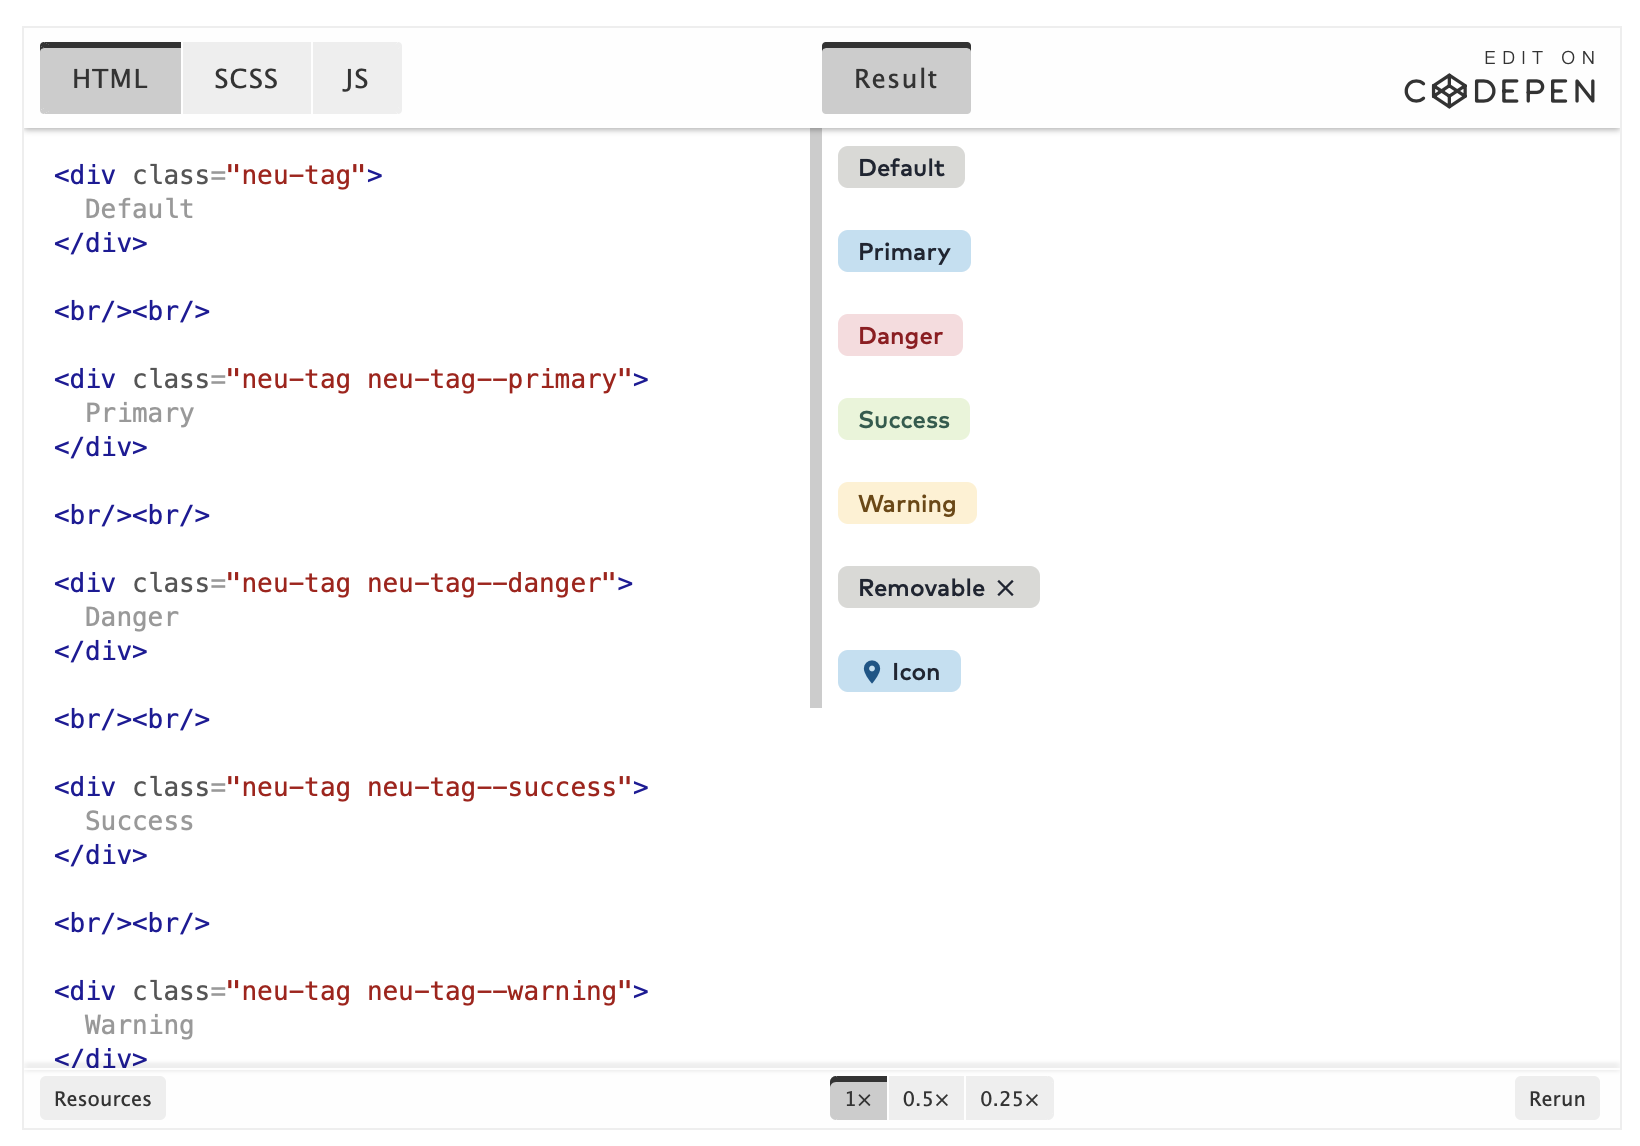 HTML SCSS JS Result EDIT ON
CODEPEN
<div class="neu-tag">
Default
</div>
<br/><br/>
<div class="neu-tag neu-tag--primary">
Primary
</div>
<br/><br/>
<div class="neu-tag neu-tag--danger">
Danger
</div>
<br/><br/>
<div class="neu-tag neu-tag--success">
Success
</div>
<br/><br/>
<div class="neu-tag neu-tag--warning">
Warning
</div>
Default
Primary
Danger
Success
Warning
Removable ×
Icon
Resources 1× 0.5× 0.25× Rerun